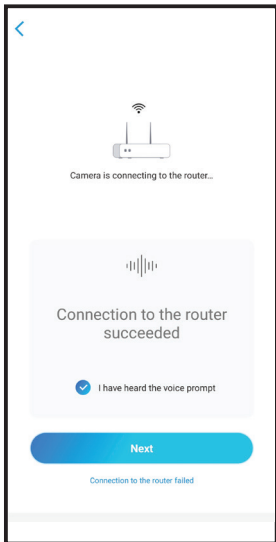 Camera is connecting to the router...
Connection to the router
succeeded
I have heard the voice prompt
Next
Connection to the router failed